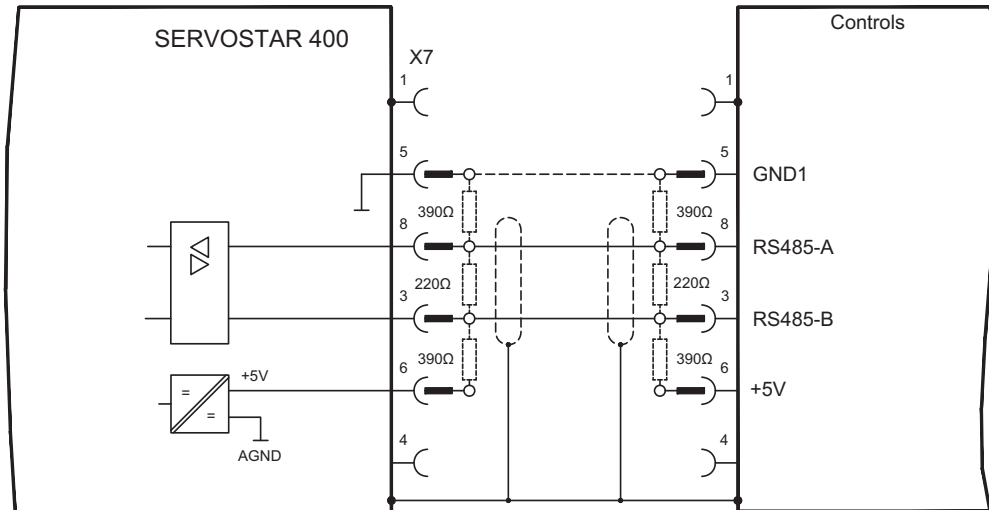 Controls
SERVOSTAR 400
X7
1
1
5
5
GND1
390Ω
390Ω
8
8
RS485-A
220Ω
220Ω
3
3
RS485-B
390Ω
390Ω
6
6
+5V
+5V
=
=
AGND
4
4